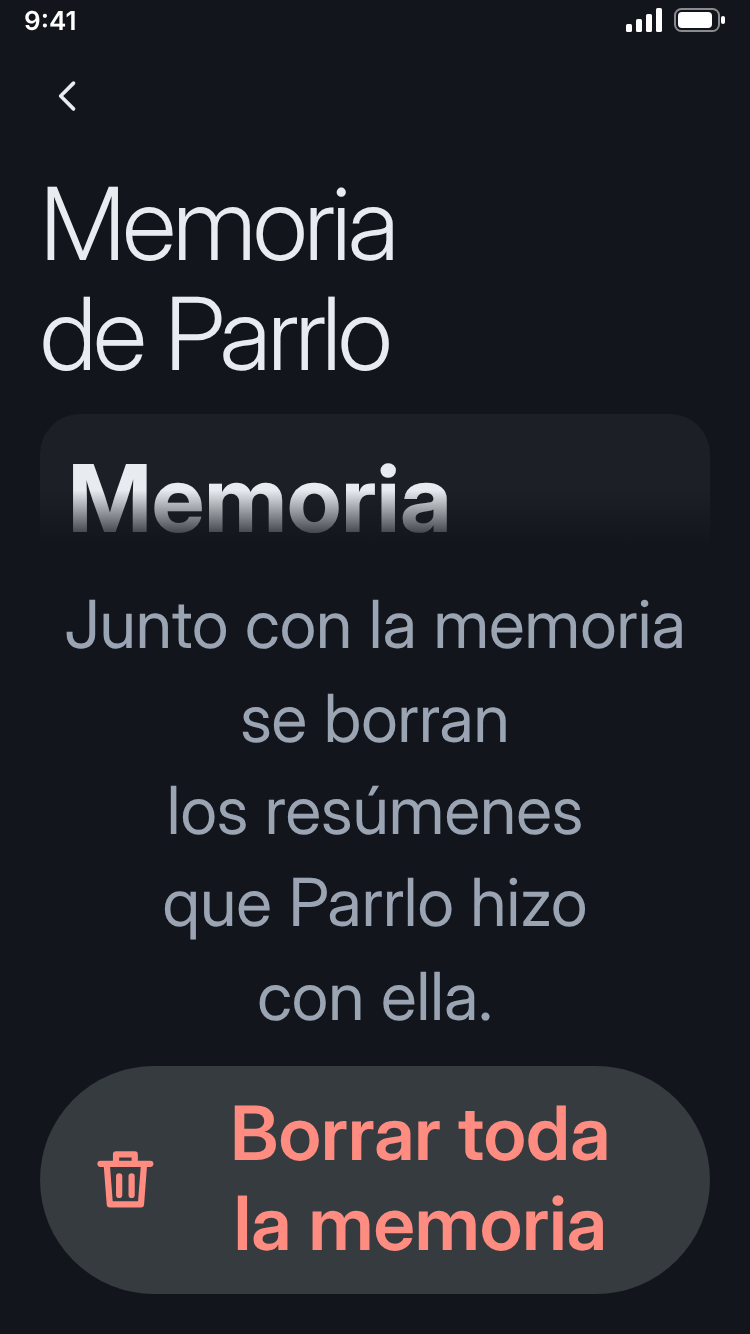 9:41
Memoria
de Parrlo
Memoria
Junto con la memoria
se borran
los resúmenes
que Parrlo hizo
con ella.
Borrar toda
la memoria